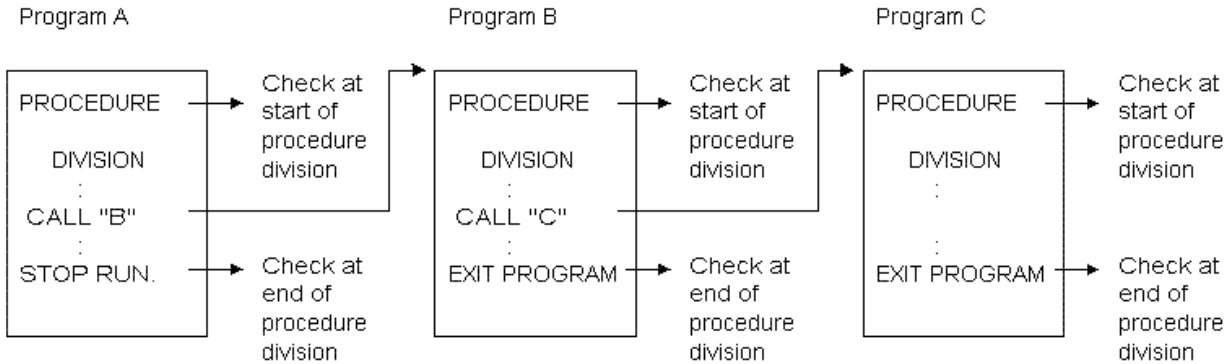 Program A
Program B
Program C
PROCEDURE
DIVISION
:
CALL "B"
:
STOP RUN.
Check at
start of
procedure
division
Check at
end of
procedure
division
PROCEDURE
DIVISION
:
CALL "C"
:
EXIT PROGRAM
Check at
start of
procedure
division
Check at
end of
procedure
division
PROCEDURE
DIVISION
:
:
EXIT PROGRAM
Check at
start of
procedure
division
Check at
end of
procedure
division